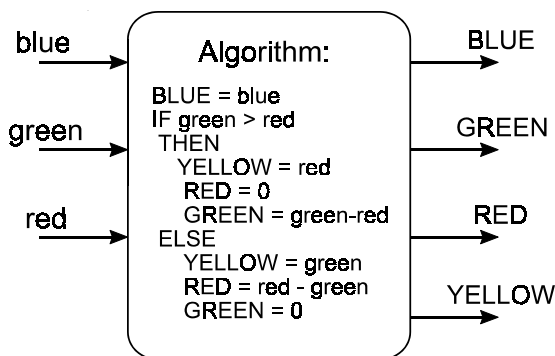 blue
green
red
Algorithm:
BLUE = blue
IF green > red
THEN
YELLOW = red
RED = 0
GREEN = green-red
ELSE
YELLOW = green
RED = red - green
GREEN = 0
BLUE
GREEN
RED
YELLOW